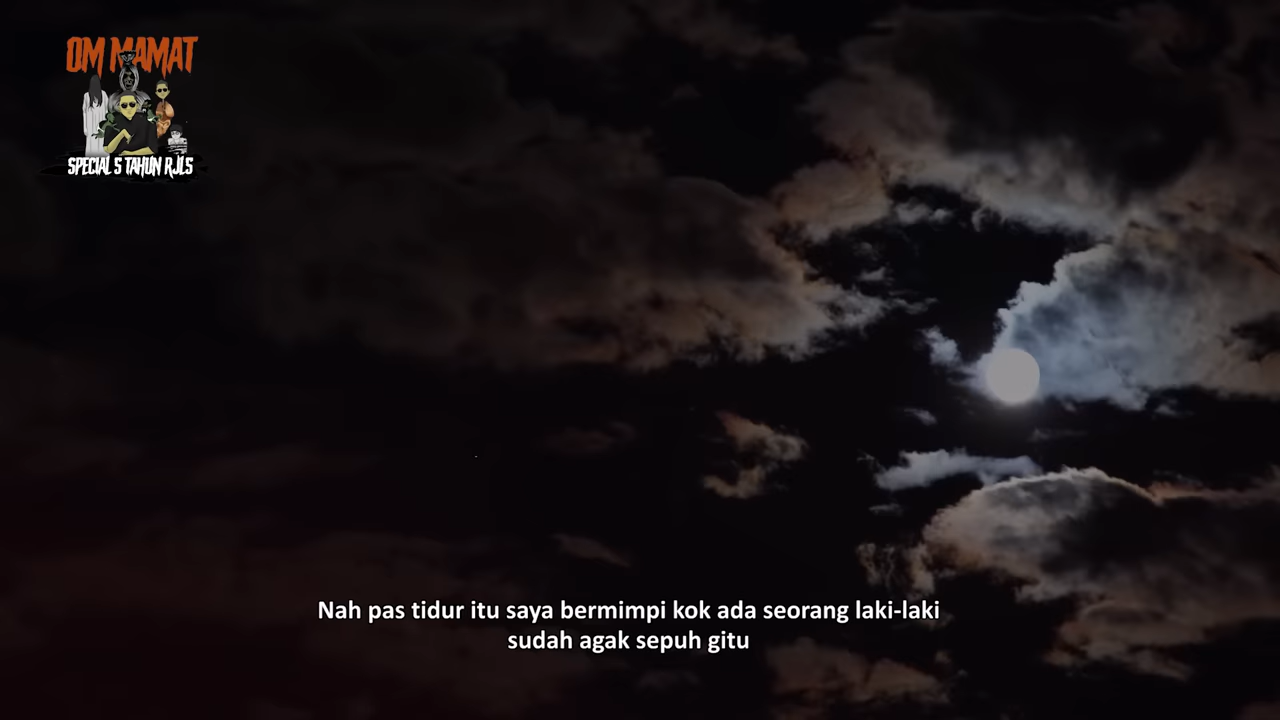 OM MAMAT
SPECIAL 5 TAHUN RJL5
Nah pas tidur itu saya bermimpi kok ada seorang laki-laki
sudah agak sepuh gitu